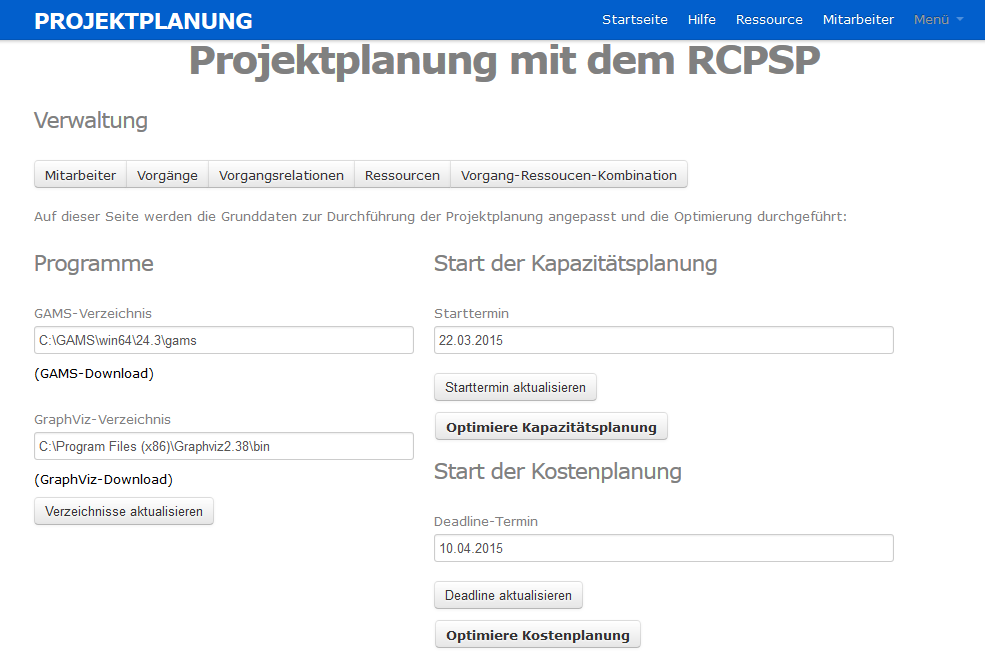 PROJEKTPLANUNG Startseite Hilfe Ressource Mitarbeiter Menü
Projektplanung mit dem RCPSP
Verwaltung
Mitarbeiter Vorgänge Vorgangsrelationen Ressourcen Vorgang-Ressoucen-Kombination
Auf dieser Seite werden die Grunddaten zur Durchführung der Projektplanung angepasst und die Optimierung durchgeführt:
Programme
GAMS-Verzeichnis
C:\GAMS\win64\24.3\gams
(GAMS-Download)
GraphViz-Verzeichnis
C:\Program Files (x86)\Graphviz2.38\bin
(GraphViz-Download)
Verzeichnisse aktualisieren
Start der Kapazitätsplanung
Starttermin
22.03.2015
Starttermin aktualisieren
Optimiere Kapazitätsplanung
Start der Kostenplanung
Deadline-Termin
10.04.2015
Deadline aktualisieren
Optimiere Kostenplanung